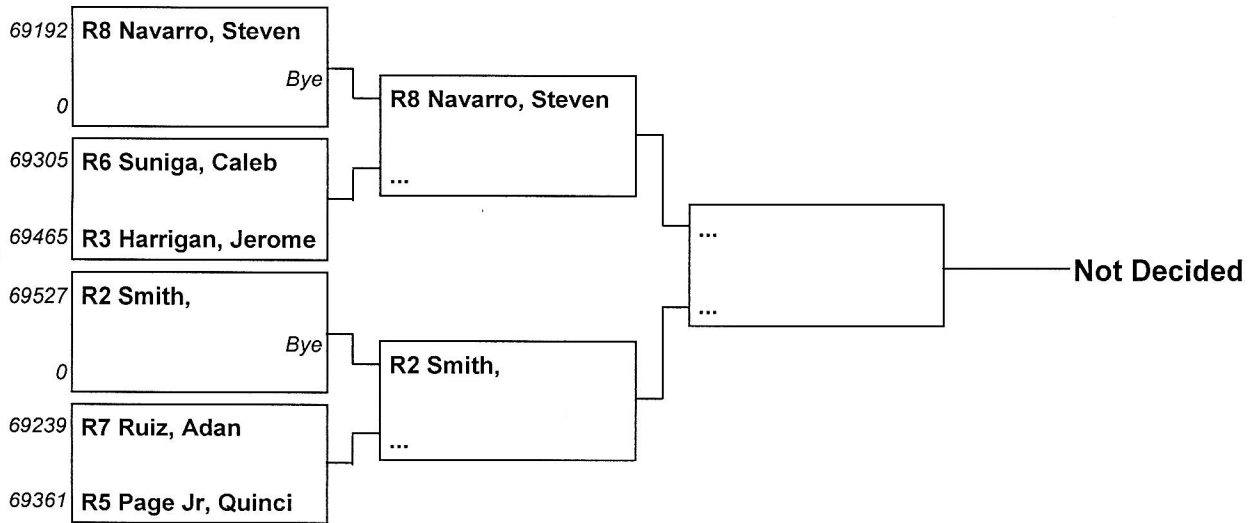 69192 R8 Navarro, Steven
Bye
0
R8 Navarro, Steven
69305 R6 Suniga, Caleb
...
69465 R3 Harrigan, Jerome
...
Not Decided
69527 R2 Smith,
...
Bye
0
R2 Smith,
69239 R7 Ruiz, Adan
...
69361 R5 Page Jr, Quinci